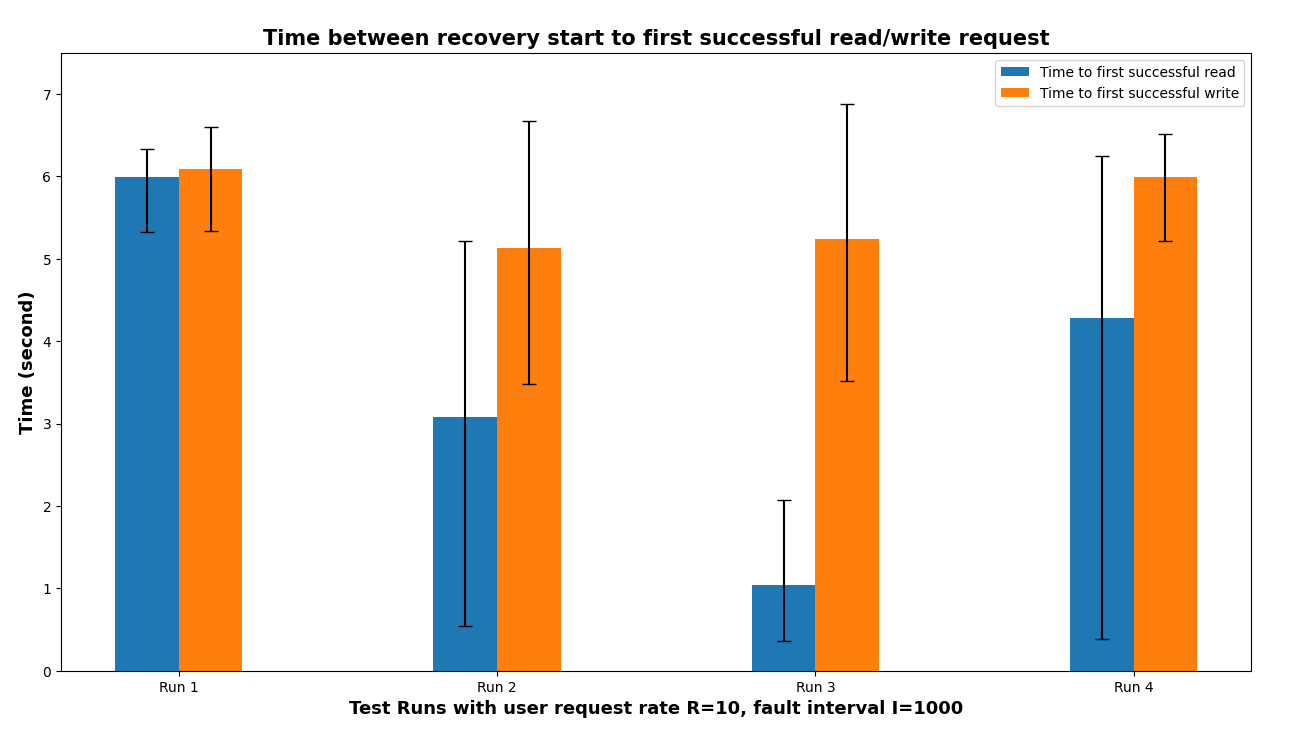 Time between recovery start to first successful read/write request
Time to first successful read
Time to first successful write
Time (second)
7
6
5
4
3
2
1
0
Run 1
Run 2
Run 3
Run 4
Test Runs with user request rate R=10, fault interval I=1000